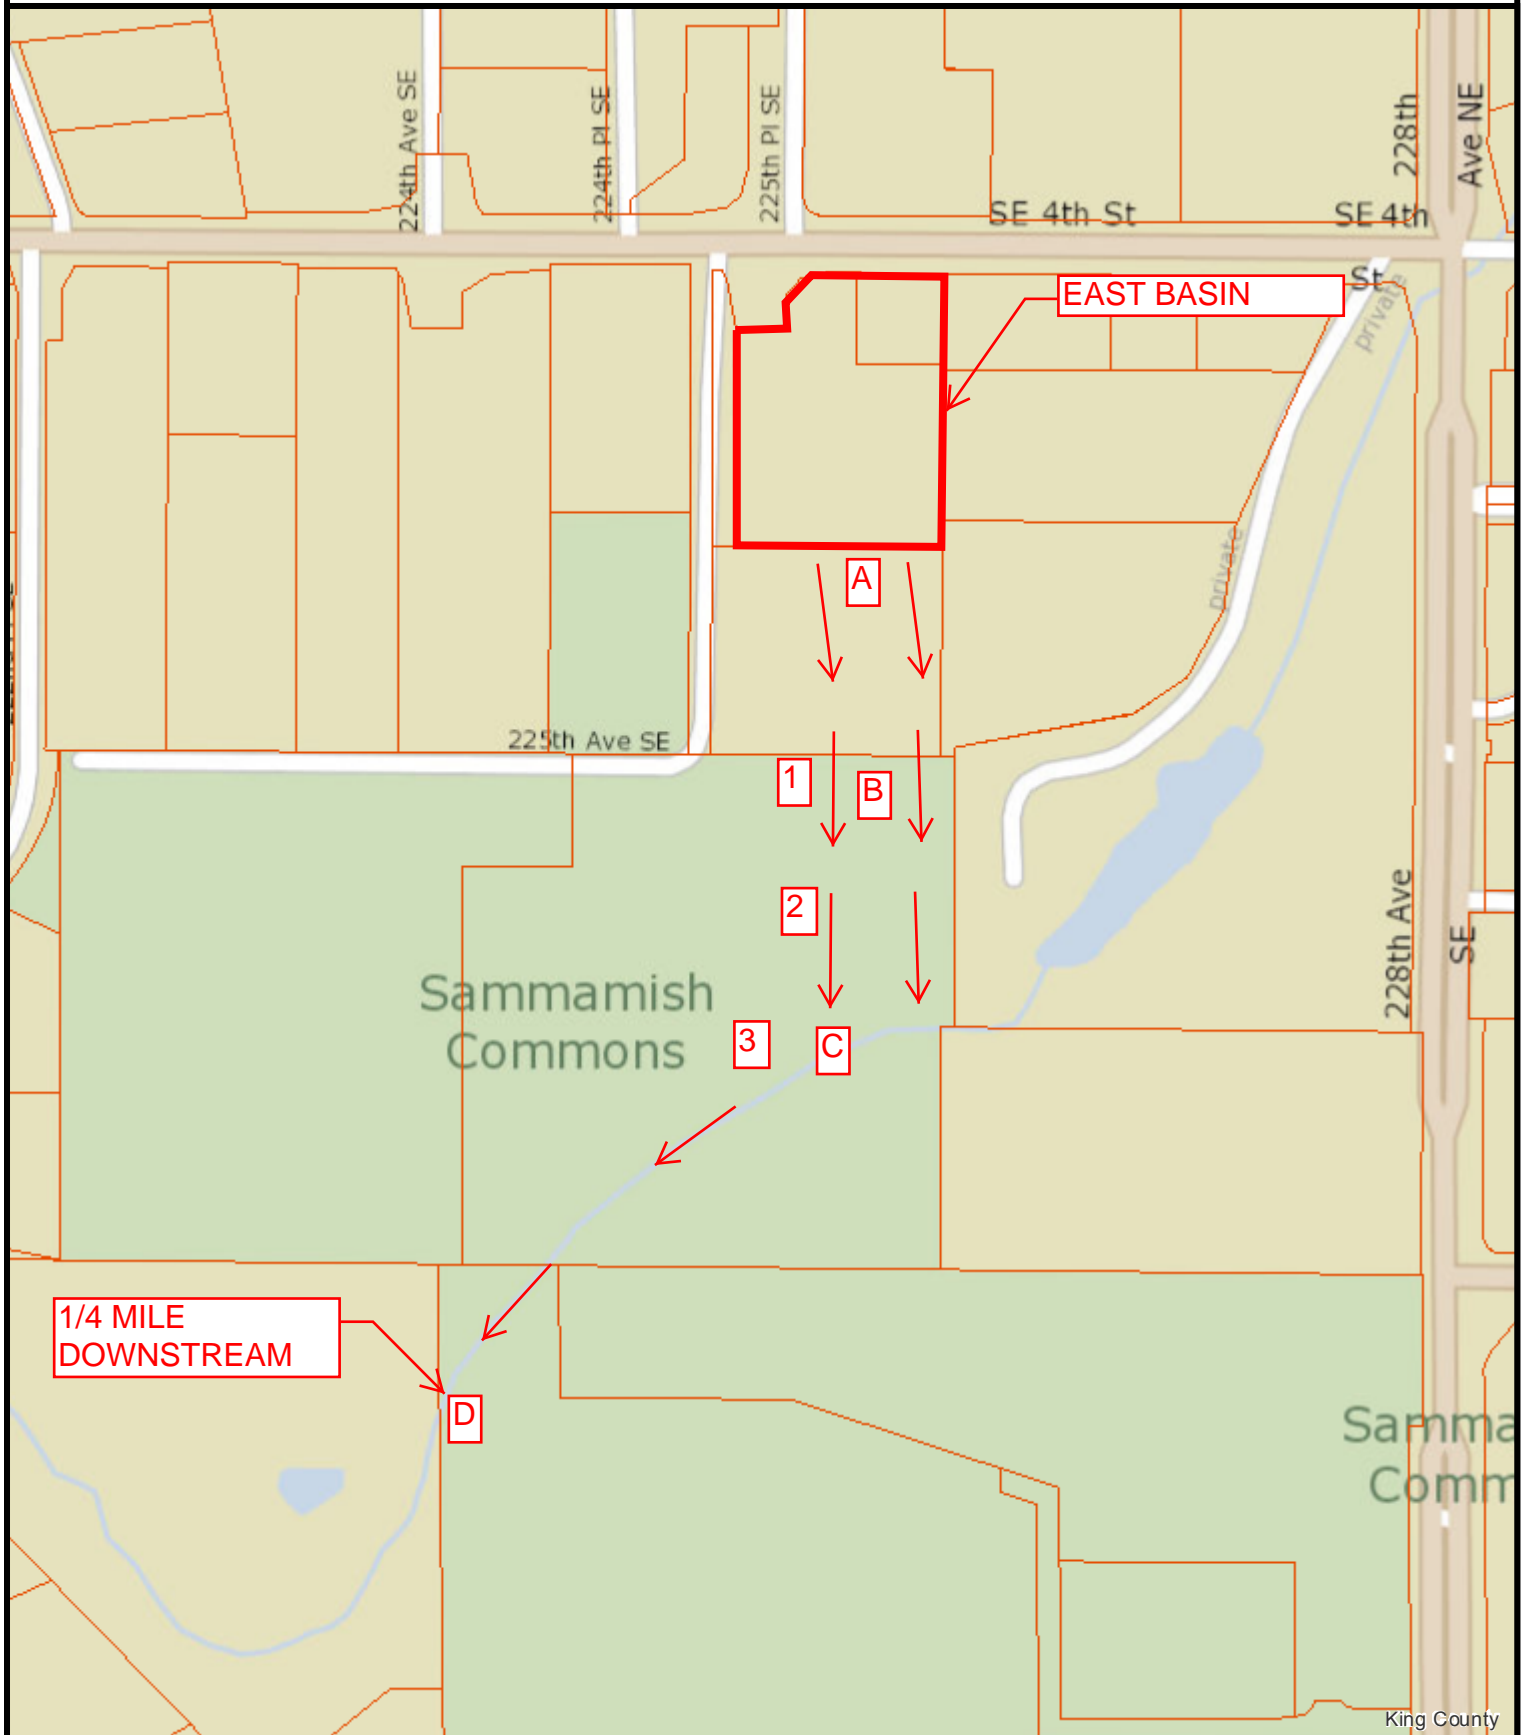 224th Ave SE
224th Pl SE
225th Pl SE
228th
Ave NE
SE 4th St
SE 4th
St
private
EAST BASIN
private
A
225th Ave SE
1
B
2
228th Ave
SE
Sammamish
Commons
3
C
1/4 MILE
DOWNSTREAM
D
Samma
Comm
King County